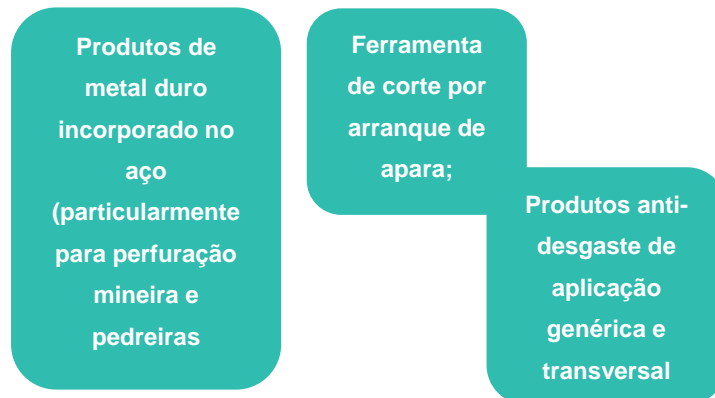 Produtos de
metal duro
incorporado no
aço
(particularmente
para perfuração
mineira e
pedreiras
Ferramenta
de corte por
arranque de
apara;
Produtos anti-
desgaste de
aplicação
genérica e
transversal